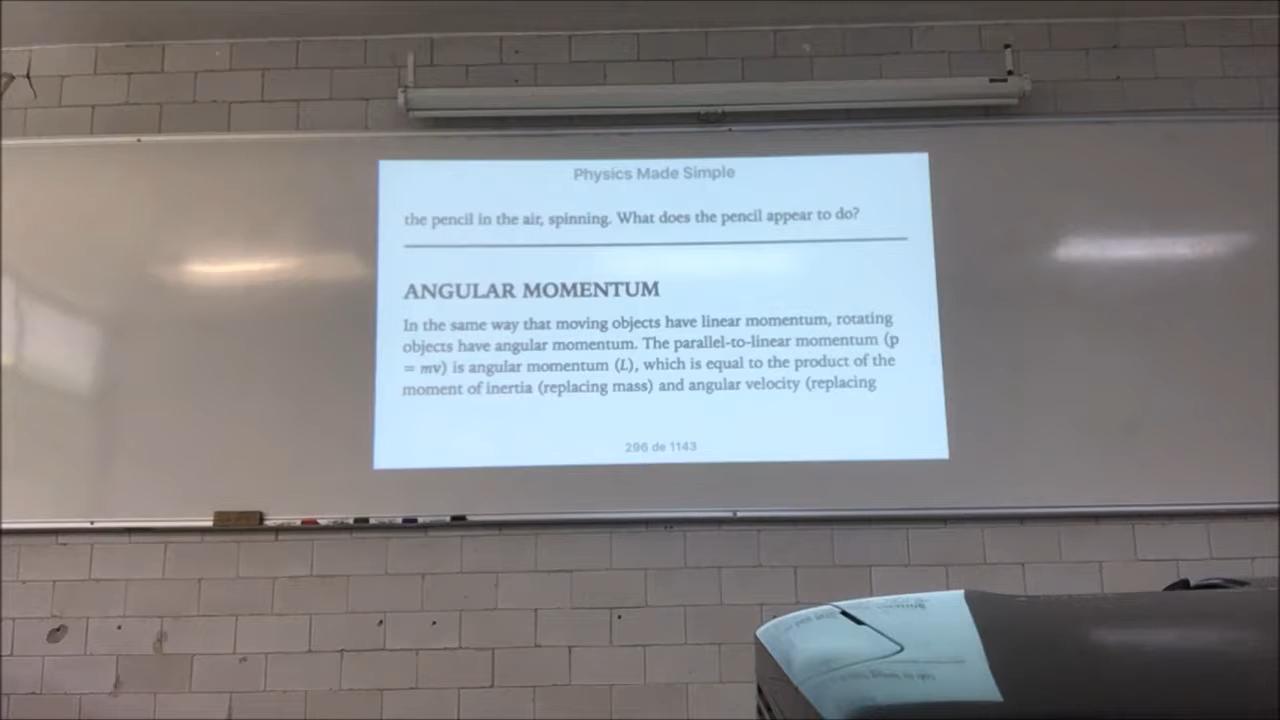 Physics Made Simple
the pencil in the air, spinning. What does the pencil appear to do?
ANGULAR MOMENTUM
In the same way that moving objects have linear momentum, rotating
objects have angular momentum. The parallel-to-linear momentum (p
= mv) is angular momentum (L), which is equal to the product of the
moment of inertia (replacing mass) and angular velocity (replacing
296 de 1143